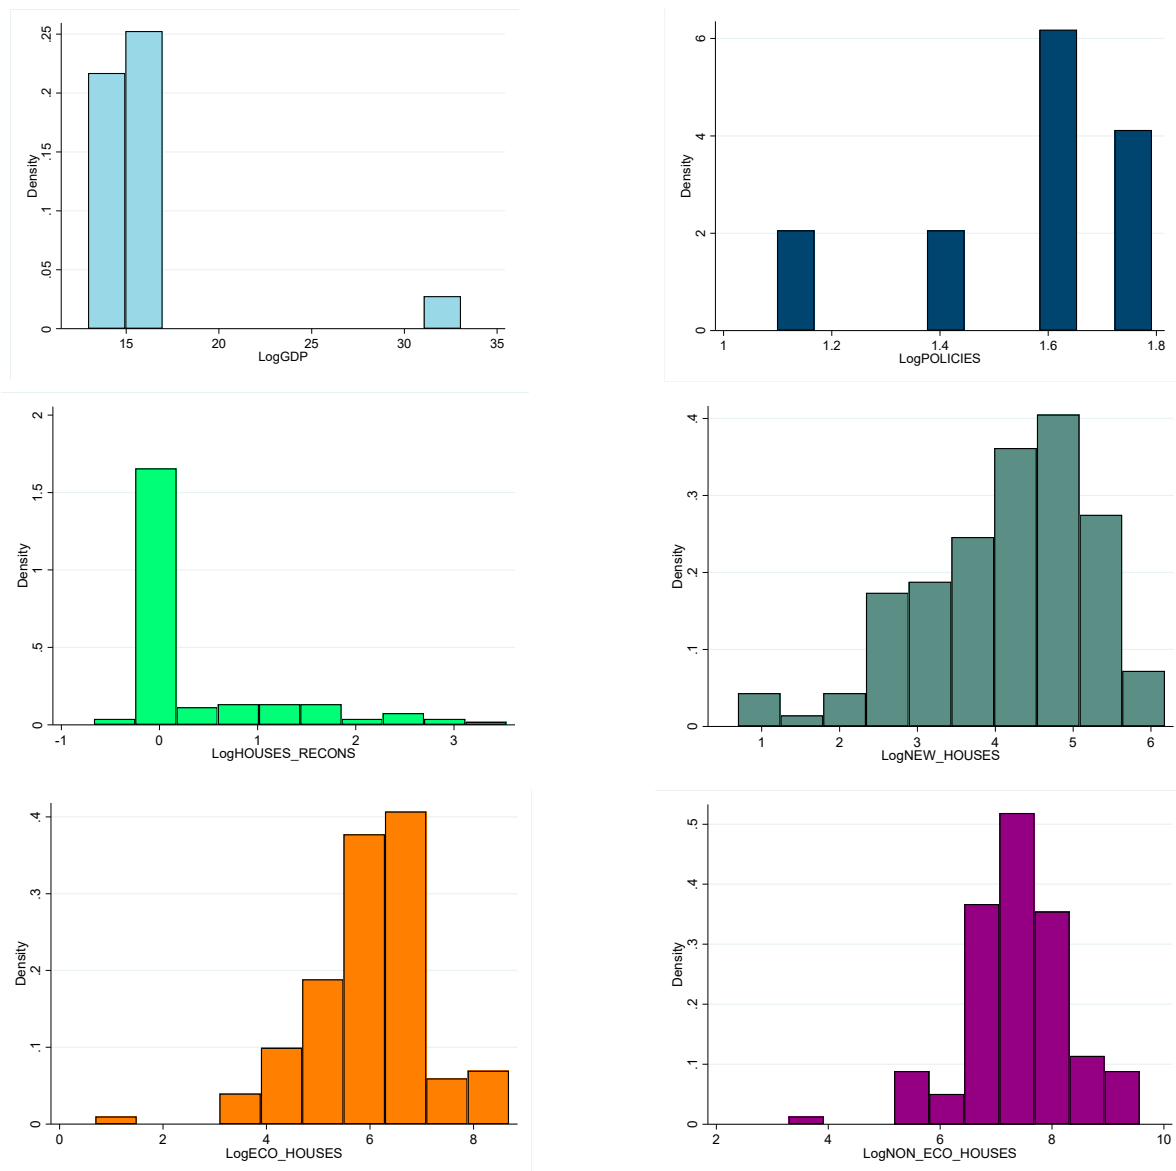 Density
0 .05 .1 .15 .2 .25
15 20 25 30 35
LogGDP
Density
0 2 4 6
1 1.2 1.4 1.6 1.8
LogPOLICIES
Density
0 .5 1 1.5 2
-1 0 1 2 3
LogHOUSES_RECONS
Density
0 .1 .2 .3 .4
1 2 3 4 5 6
LogNEW_HOUSES
Density
0 .1 .2 .3 .4
0 2 4 6 8
LogECO_HOUSES
Density
0 .1 .2 .3 .4 .5
2 4 6 8 10
LogNON_ECO_HOUSES